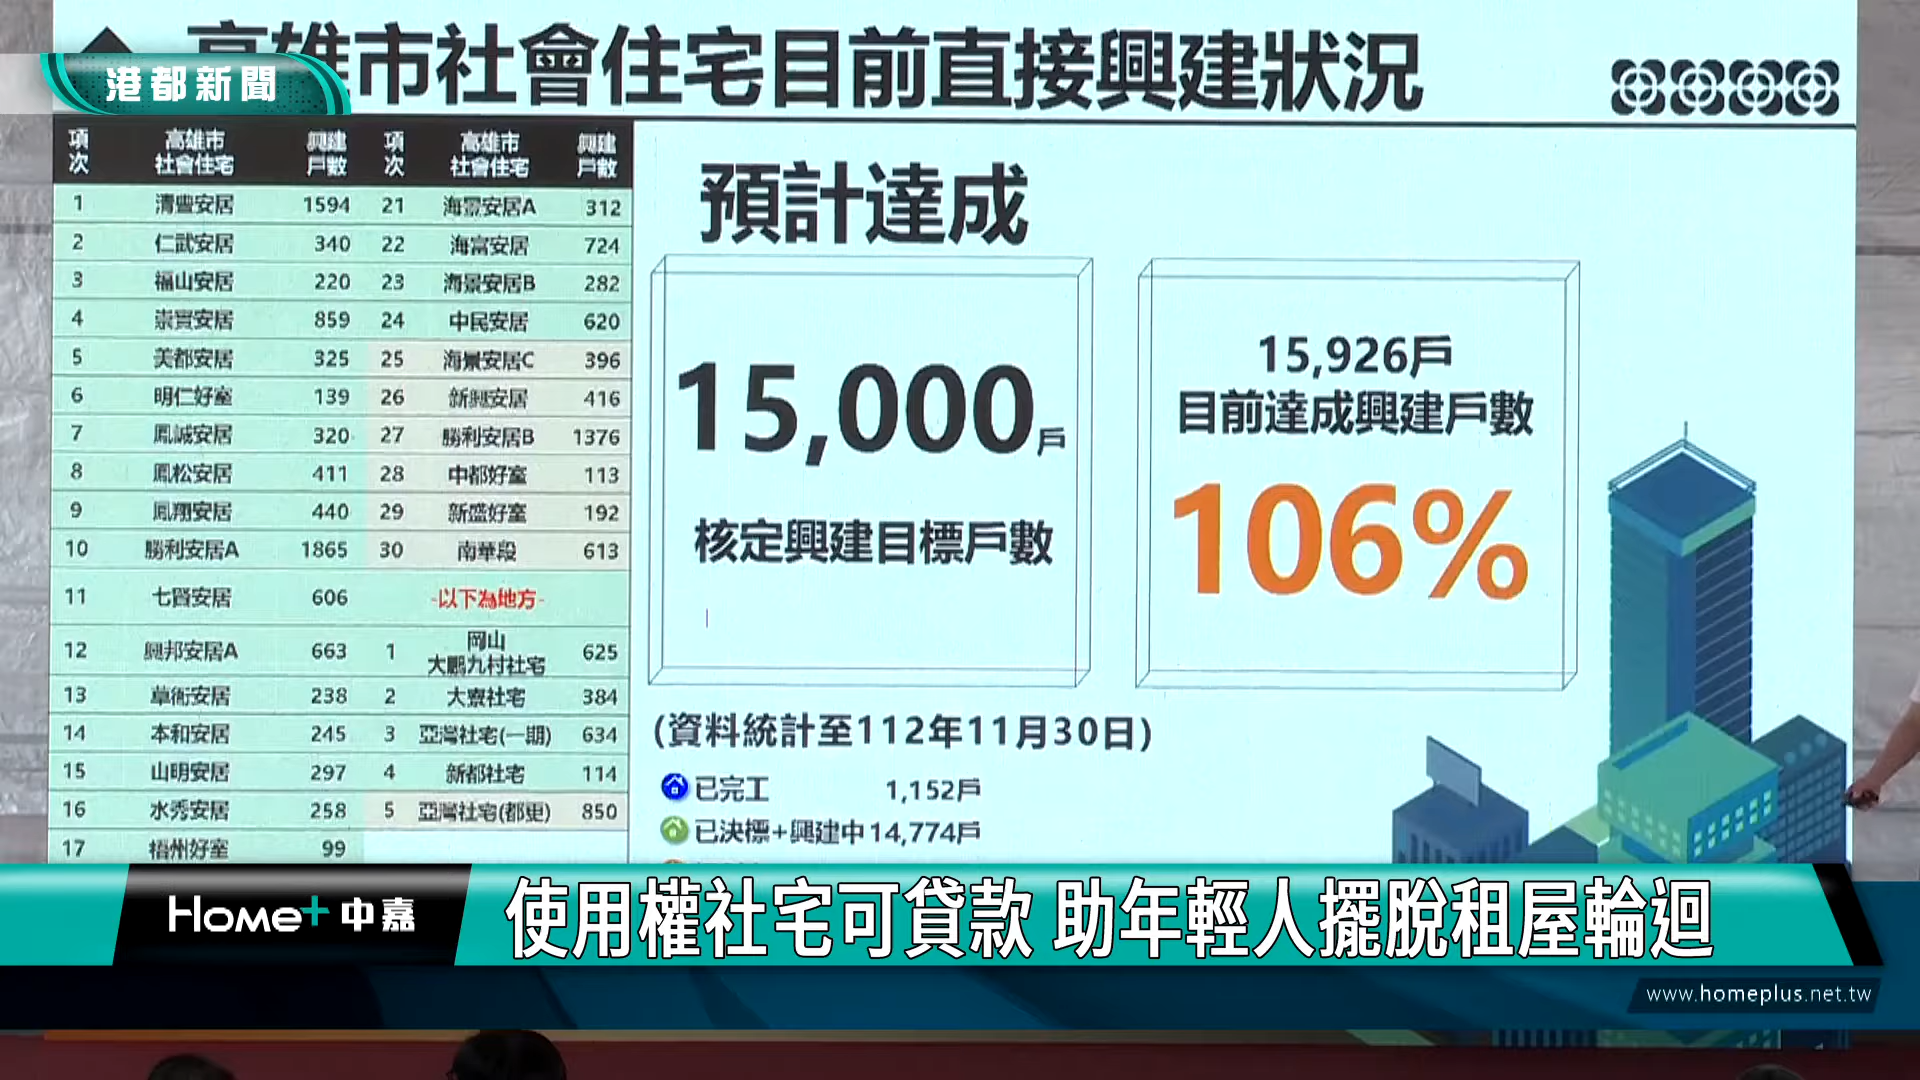 高雄市社會住宅目前直接興建狀況
港都新聞
項次 高雄市社會住宅 興建戶數 項次 高雄市社會住宅 興建戶數
1 清豐安居 1594 21 海景安居A 312
2 仁武安居 340 22 海富安居 724
3 福山安居 220 23 海景安居B 282
4 崇實安居 859 24 中民安居 620
5 美都安居 325 25 海景安居C 396
6 明仁好室 139 26 新興安居 416
7 鳳誠安居 320 27 勝利安居B 1376
8 鳳松安居 411 28 中都好室 113
9 鳳翔安居 440 29 新盛好室 192
10 勝利安居A 1865 30 南華段 613
11 七賢安居 606 -以下為地方-
12 興邦安居A 663 1 岡山大鵬九村社宅 625
13 草衙安居 238 2 大寮社宅 384
14 本和安居 245 3 亞灣社宅(一期) 634
15 山明安居 297 4 新都社宅 114
16 水秀安居 258 5 亞灣社宅(都更) 850
17 梧州好室 99
預計達成
15,000戶
核定興建目標戶數
15,926戶
目前達成興建戶數
106%
(資料統計至112年11月30日)
已完工 1,152戶
已決標+興建中 14,774戶
Home+ 中嘉
使用權社宅可貸款 助年輕人擺脫租屋輪迴
www.homeplus.net.tw